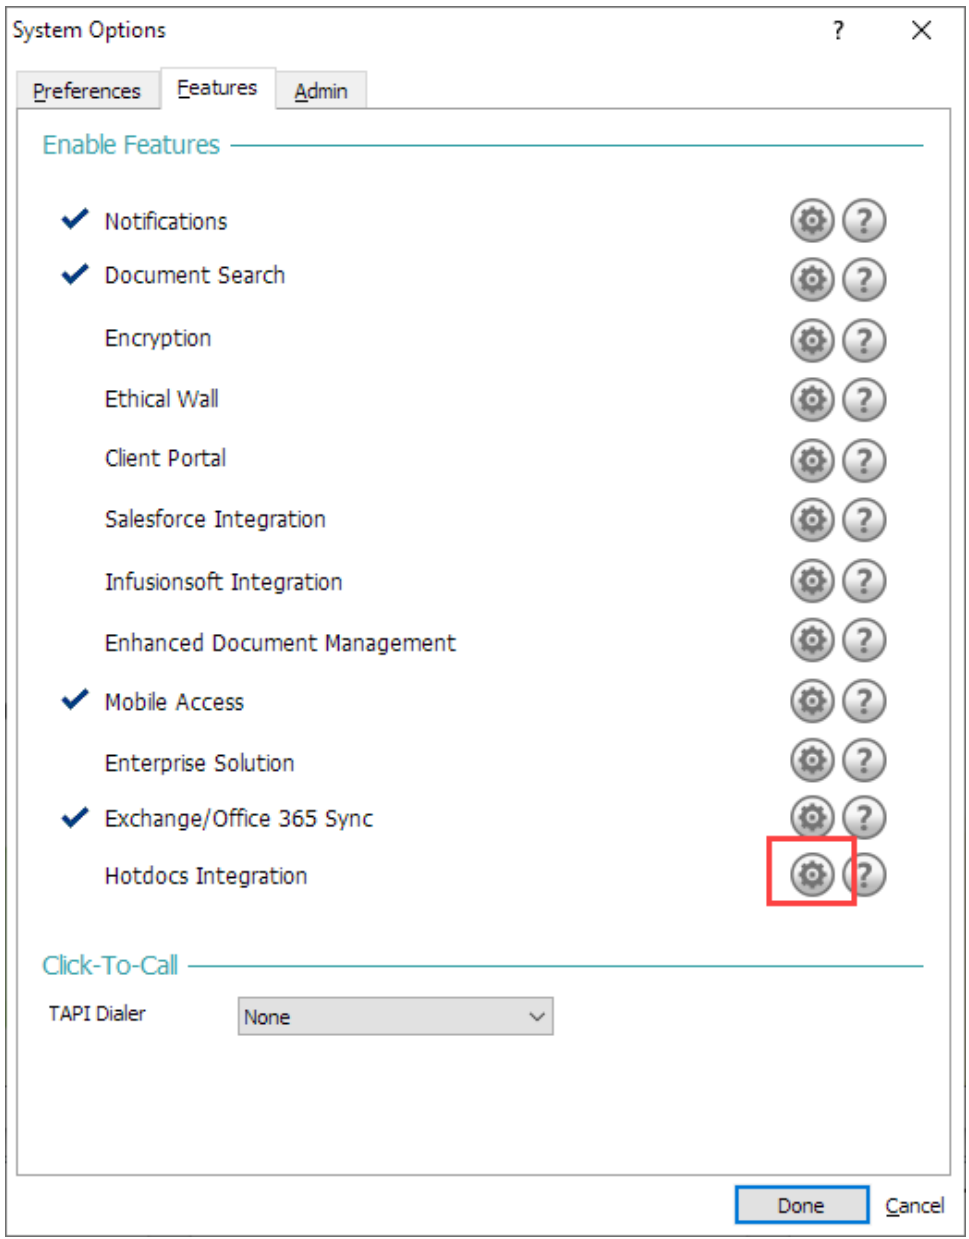 System Options ?
Preferences Features Admin
Enable Features
Notifications ?
Document Search ?
Encryption ?
Ethical Wall ?
Client Portal ?
Salesforce Integration ?
Infusionsoft Integration ?
Enhanced Document Management ?
Mobile Access ?
Enterprise Solution ?
Exchange/Office 365 Sync ?
Hotdocs Integration ?
Click-To-Call
TAPI Dialer None
Done Cancel